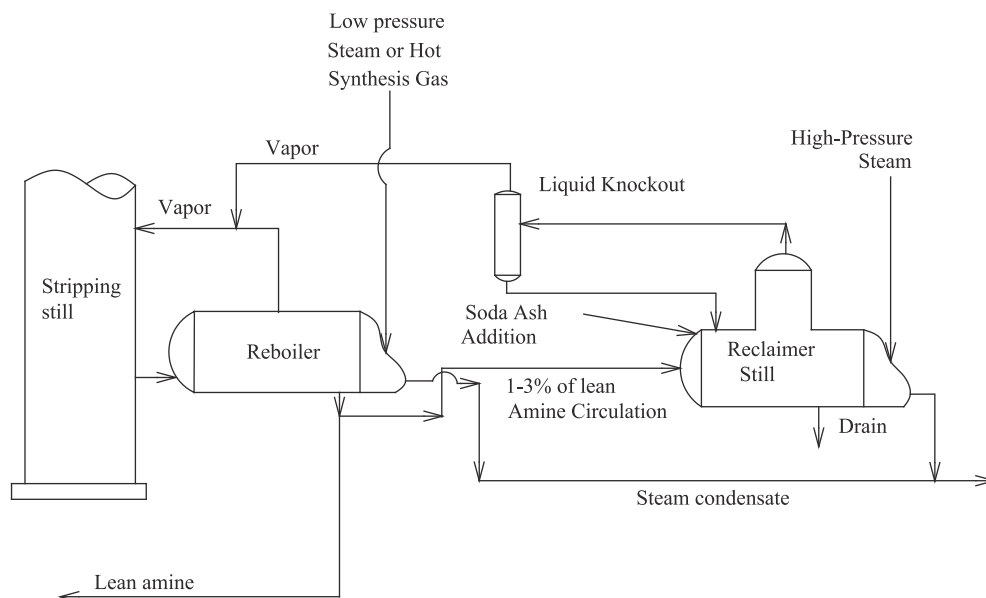 Low pressure
Steam or Hot
Synthesis Gas
High-Pressure
Steam
Vapor
Liquid Knockout
Vapor
Stripping
still
Soda Ash
Addition
Reboiler
Reclaimer
Still
1-3% of lean
Amine Circulation
Drain
Steam condensate
Lean amine